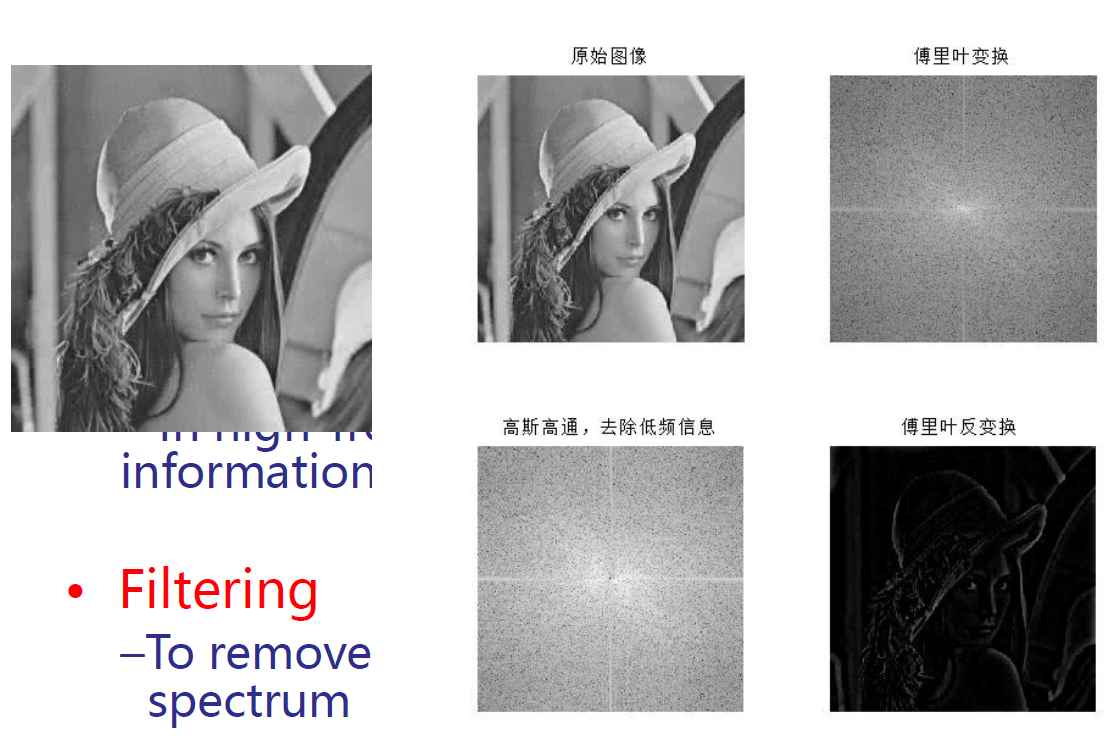 information
• Filtering
–To remove
spectrum
原始图像
傅里叶变换
高斯高通，去除低频信息
傅里叶反变换